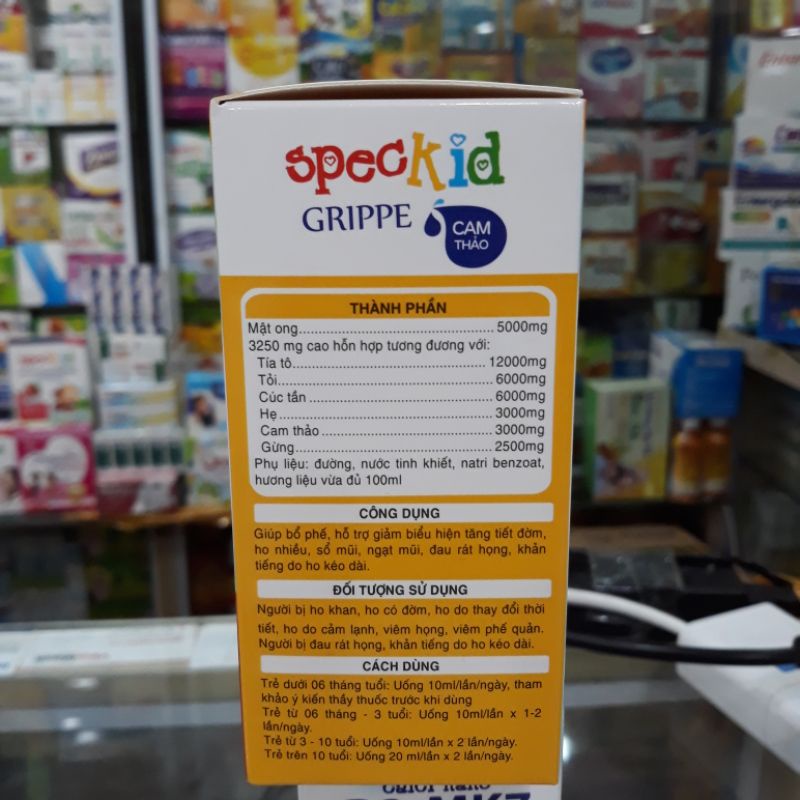 speckid
GRIPPE
CAM
THẢO
THÀNH PHẦN
Mật ong........................................5000mg
3250 mg cao hỗn hợp tương đương với:
Tía tô........................................12000mg
Tỏi........................................6000mg
Cúc tần........................................6000mg
Hẹ........................................3000mg
Cam thảo........................................3000mg
Gừng........................................2500mg
Phụ liệu: đường, nước tinh khiết, natri benzoat,
hương liệu vừa đủ 100ml
CÔNG DỤNG
Giúp bổ phế, hỗ trợ giảm biểu hiện tăng tiết đờm,
ho nhiều, sổ mũi, ngạt mũi, đau rát họng, khản
tiếng do ho kéo dài.
ĐỐI TƯỢNG SỬ DỤNG
Người bị ho khan, ho có đờm, ho do thay đổi thời
tiết, ho do cảm lạnh, viêm họng, viêm phế quản.
Người bị đau rát họng, khản tiếng do ho kéo dài.
CÁCH DÙNG
Trẻ dưới 06 tháng tuổi: Uống 10ml/lần/ngày, tham
khảo ý kiến thầy thuốc trước khi dùng
Trẻ từ 06 tháng - 3 tuổi: Uống 10ml/lần x 1-2
lần/ngày.
Trẻ từ 3 - 10 tuổi: Uống 10ml/lần x 2 lần/ngày.
Trẻ trên 10 tuổi: Uống 20 ml/lần x 2 lần/ngày.